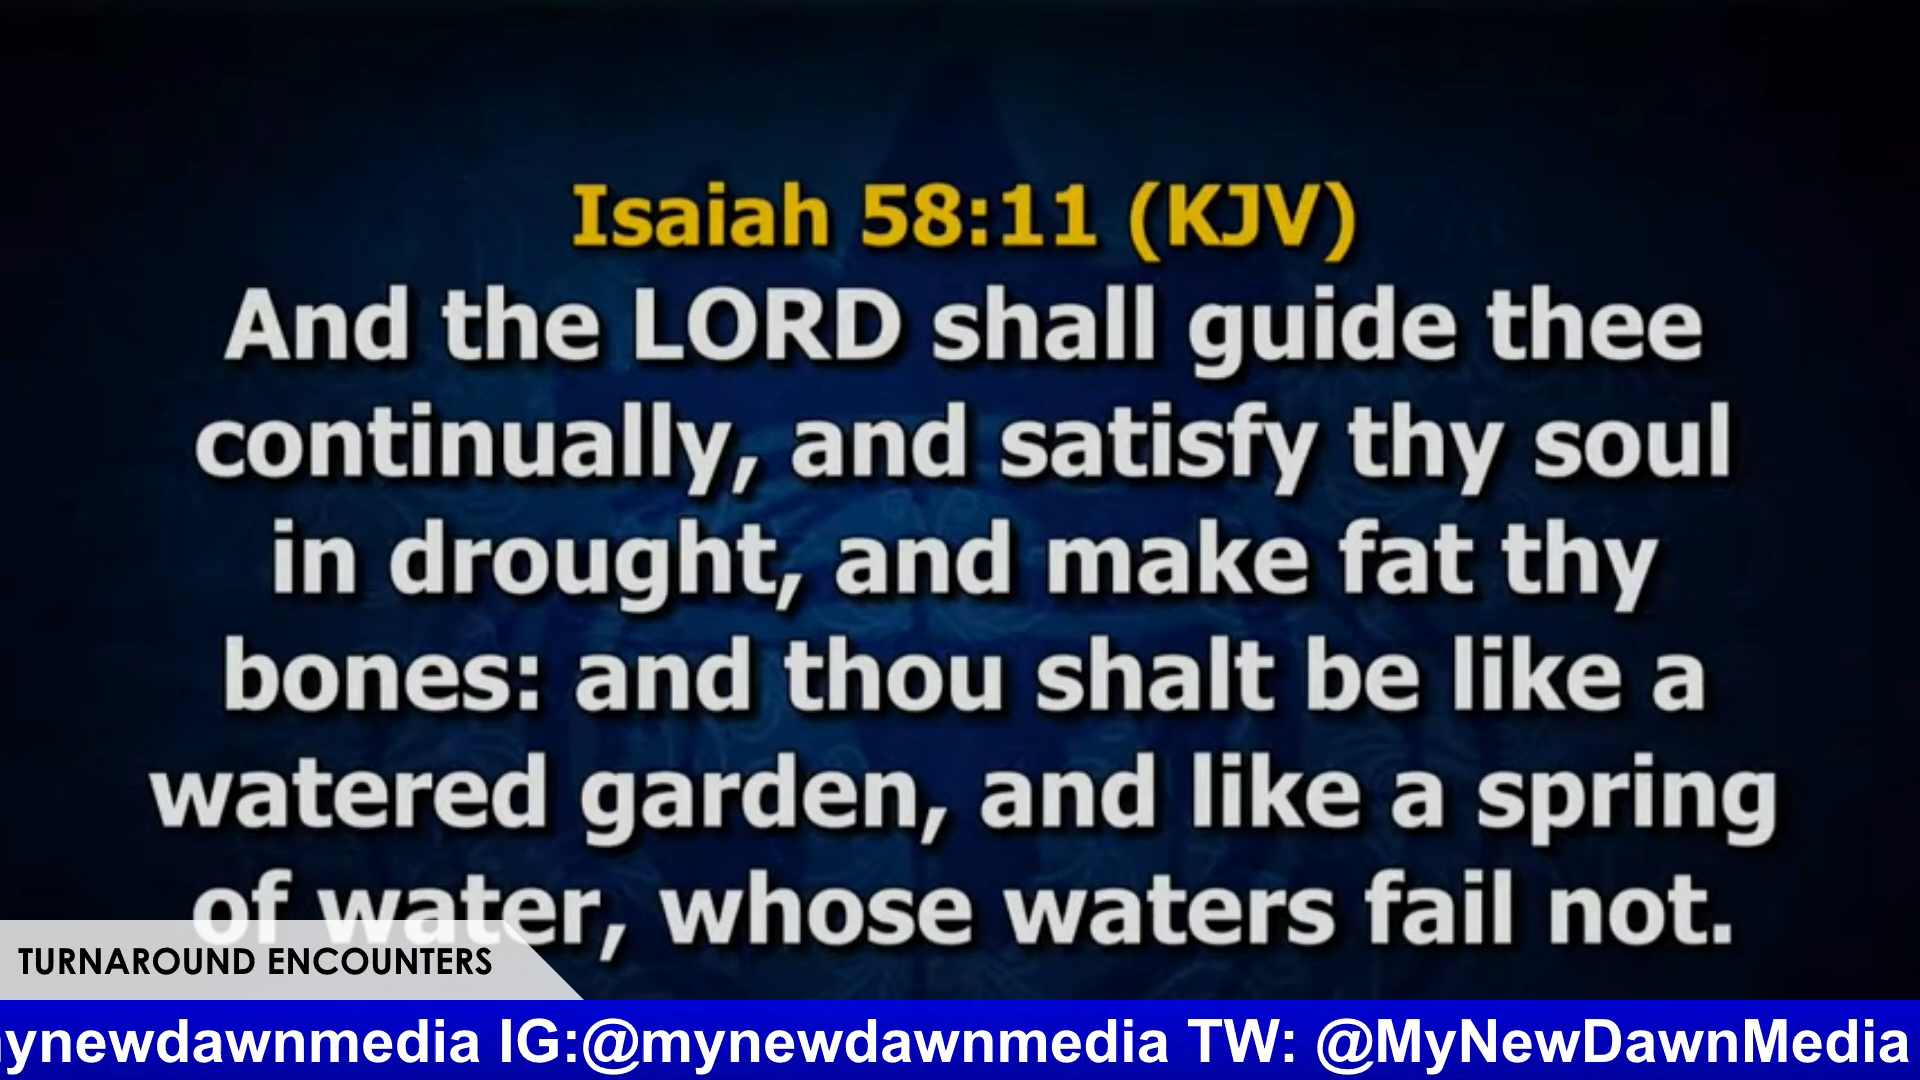 Isaiah 58:11 (KJV)
And the LORD shall guide thee
continually, and satisfy thy soul
in drought, and make fat thy
bones: and thou shalt be like a
watered garden, and like a spring
of water, whose waters fail not.
TURNAROUND ENCOUNTERS
ynewdawnmedia IG:@mynewdawnmedia TW: @MyNewDawnMedia